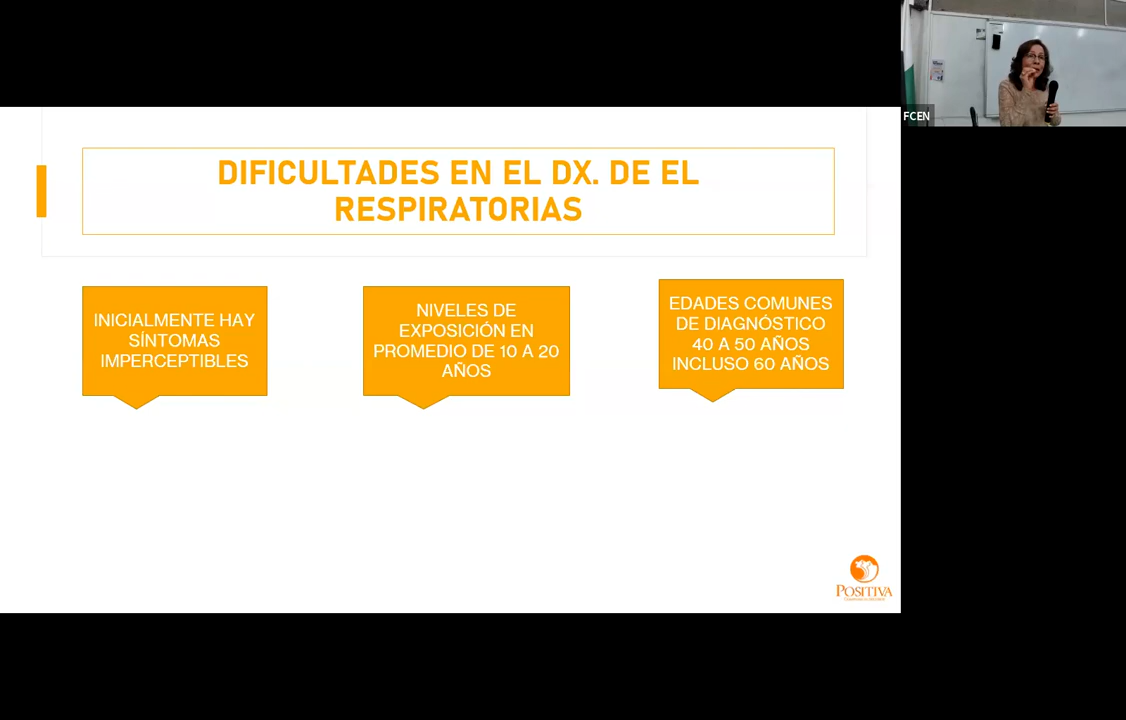 FCEN
DIFICULTADES EN EL DX. DE EL
RESPIRATORIAS
INICIALMENTE HAY
SÍNTOMAS
IMPERCEPTIBLES
NIVELES DE
EXPOSICIÓN EN
PROMEDIO DE 10 A 20
AÑOS
EDADES COMUNES
DE DIAGNÓSTICO
40 A 50 AÑOS
INCLUSO 60 AÑOS
POSITIVA